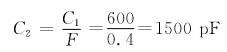 C₂ = C₁/F = 600/0.4 = 1500 pF